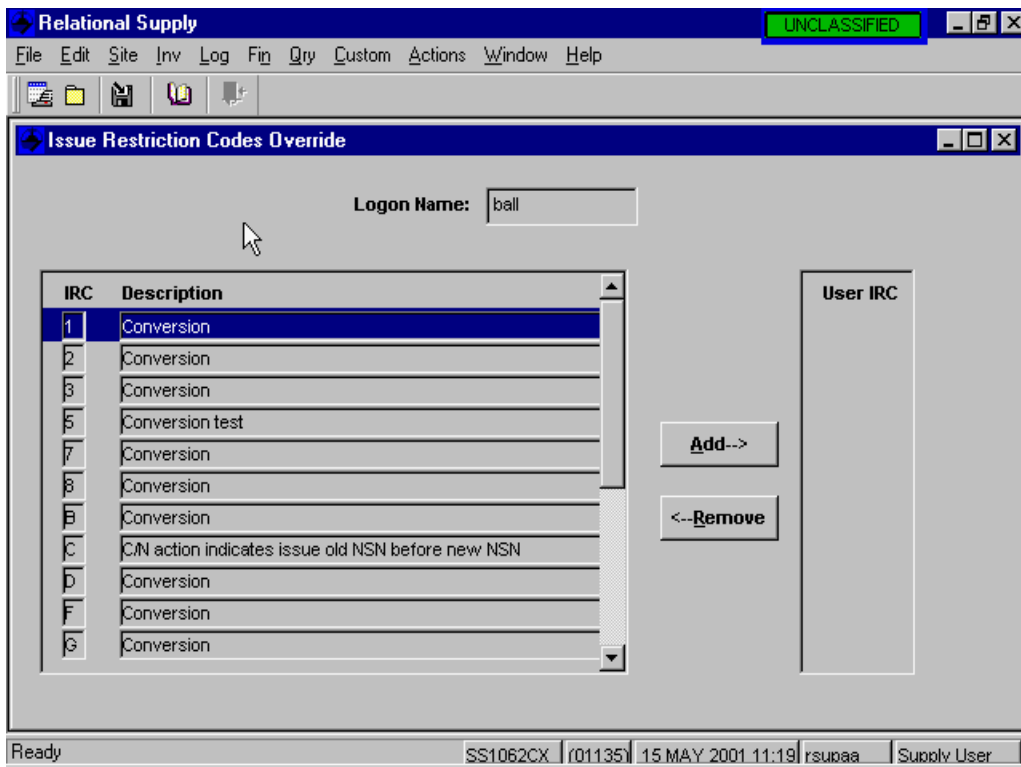 Relational Supply UNCLASSIFIED
File Edit Site Inv Log Fin Qry Custom Actions Window Help
Issue Restriction Codes Override
Logon Name: ball
IRC Description User IRC
1 Conversion
2 Conversion
3 Conversion
5 Conversion test
7 Conversion
8 Conversion
B Conversion
C C/N action indicates issue old NSN before new NSN
D Conversion
F Conversion
G Conversion
Add-->
<--Remove
Ready SS1062CX (01135) 15 MAY 2001 11:19 rsupaa Supply User